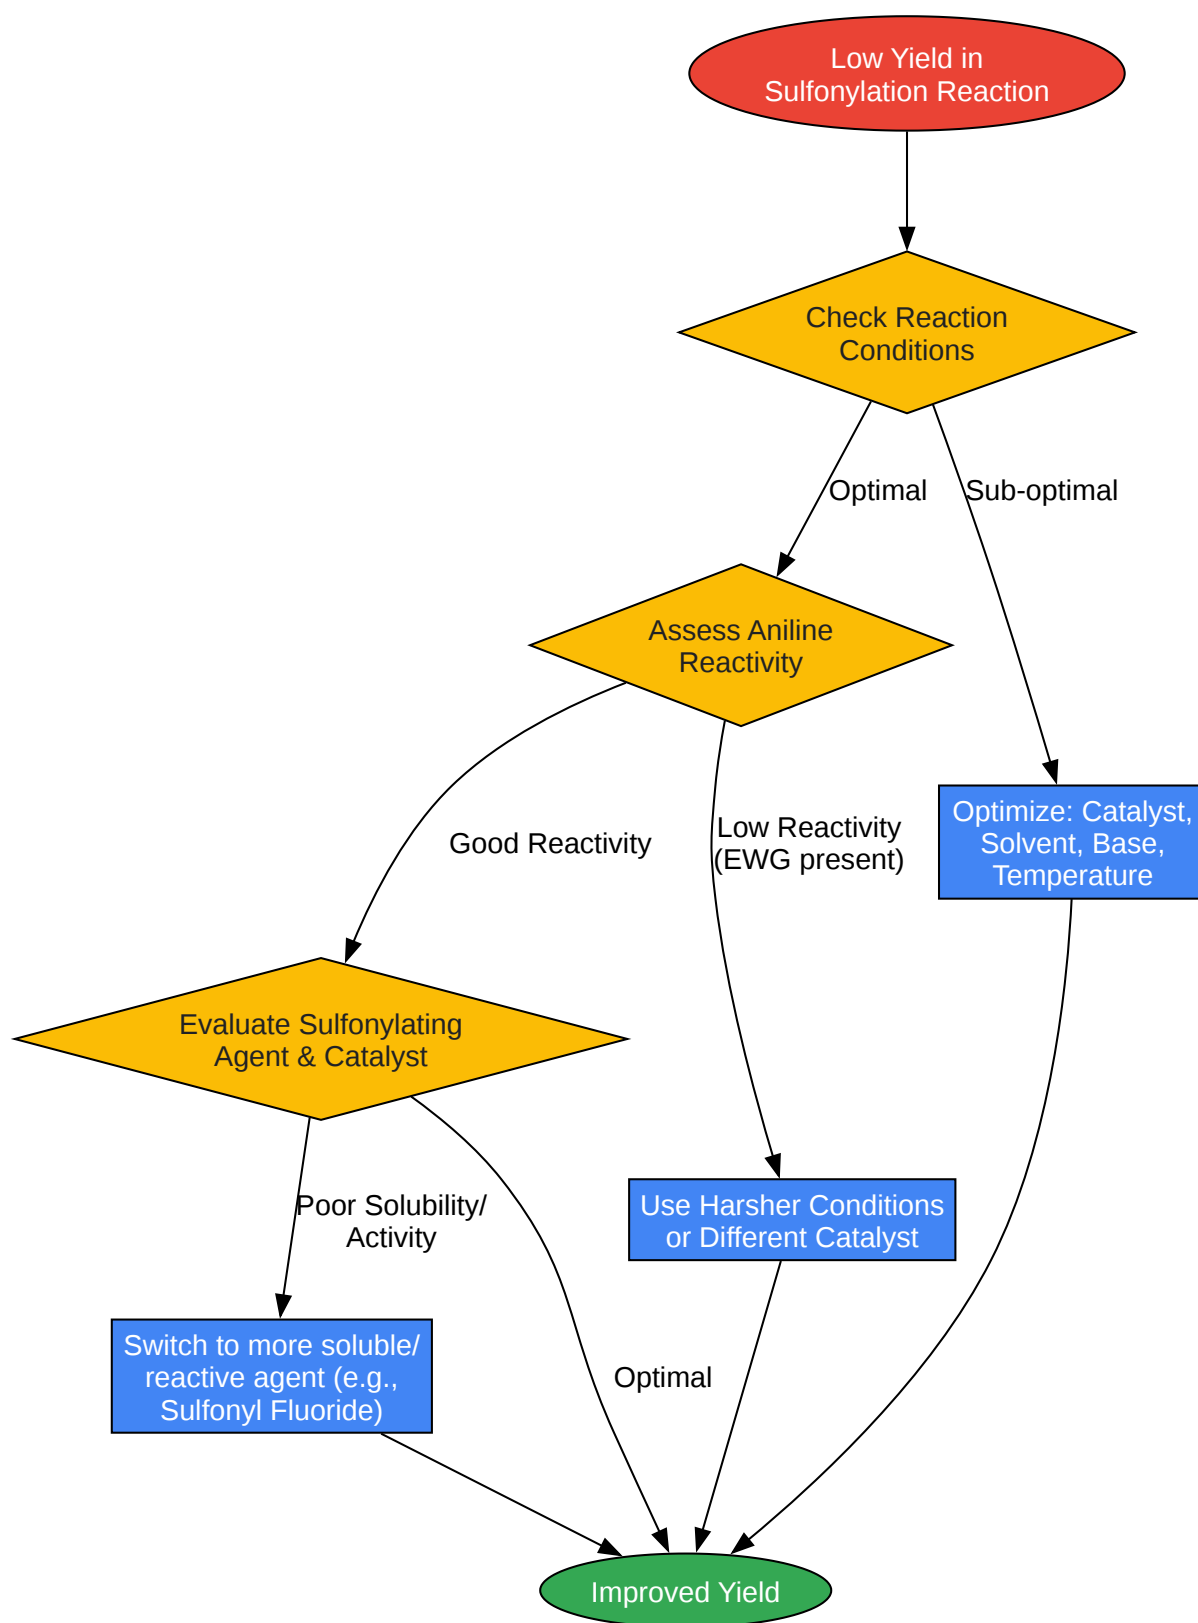 Low Yield in
Sulfonylation Reaction
Check Reaction
Conditions
Optimal
Sub-optimal
Assess Aniline
Reactivity
Good Reactivity
Low Reactivity
(EWG present)
Optimize: Catalyst,
Solvent, Base,
Temperature
Evaluate Sulfonylating
Agent & Catalyst
Poor Solubility/
Activity
Use Harsher Conditions
or Different Catalyst
Switch to more soluble/
reactive agent (e.g.,
Sulfonyl Fluoride)
Optimal
Improved Yield